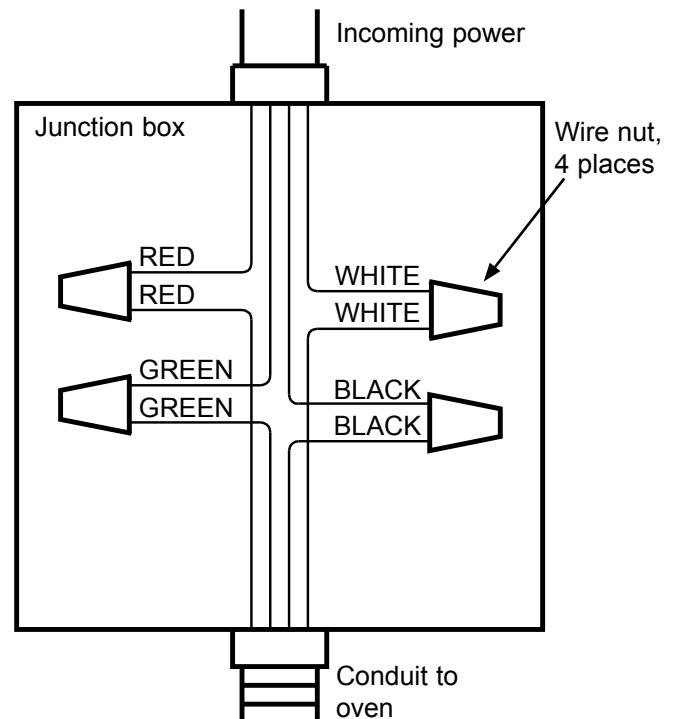 Incoming power
Junction box
Wire nut,
4 places
RED
RED
WHITE
WHITE
GREEN
GREEN
BLACK
BLACK
Conduit to
oven